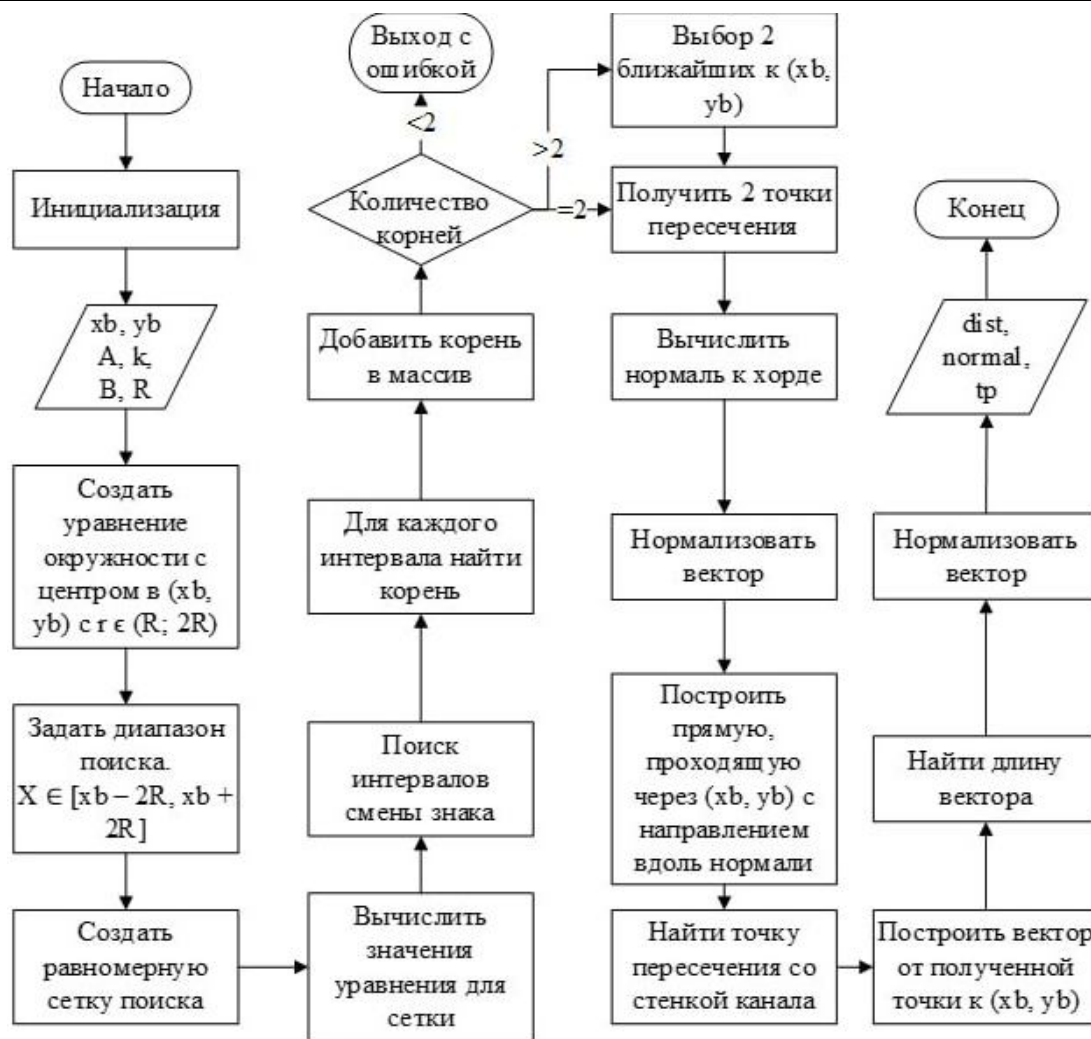 Начало
Инициализация
xb, yb
A, k,
B, R
Создать
уравнение
окружности с
центром в (xb,
yb) с r ϵ (R; 2R)
Задать диапазон
поиска.
X ∈ [xb – 2R, xb +
2R]
Создать
равномерную
сетку поиска
Вычислить
значения
уравнения для
сетки
Поиск
интервалов
смены знака
Для каждого
интервала найти
корень
Добавить корень
в массив
Количество
корней
<2
Выход с
ошибкой
>2
=2
Выбор 2
ближайших к (xb,
yb)
Получить 2 точки
пересечения
Вычислить
нормаль к хорде
Нормализовать
вектор
Построить
прямую,
проходящую
через (xb, yb) с
направлением
вдоль нормали
Найти точку
пересечения со
стенкой канала
Построить вектор
от полученной
точки к (xb, yb)
Найти длину
вектора
Нормализовать
вектор
dist,
normal,
tp
Конец